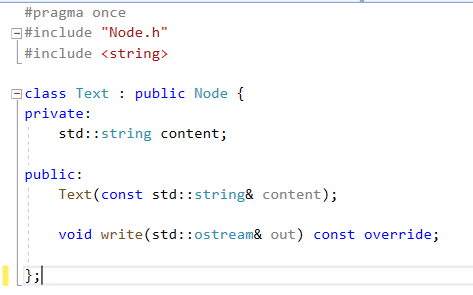 #pragma once
#include "Node.h"
#include <string>
class Text : public Node {
private:
    std::string content;
public:
    Text(const std::string& content);
    void write(std::ostream& out) const override;
};